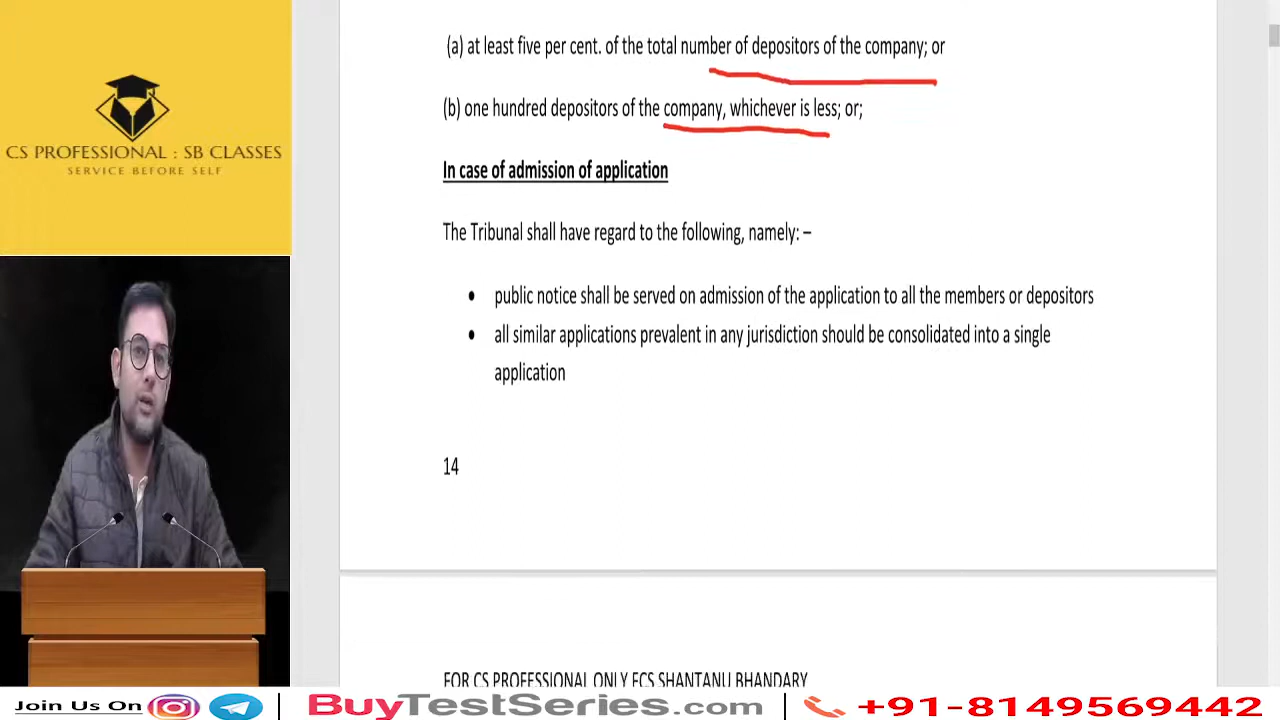 (a) at least five per cent. of the total number of depositors of the company; or
(b) one hundred depositors of the company, whichever is less; or;
CS PROFESSIONAL : SB CLASSES
SERVICE BEFORE SELF
In case of admission of application
The Tribunal shall have regard to the following, namely: –
• public notice shall be served on admission of the application to all the members or depositors
• all similar applications prevalent in any jurisdiction should be consolidated into a single
application
14
FOR CS PROFESSIONAL ONLY FCS SHANTANU BHANDARY
Join Us On
BuyTestSeries.com
+91-8149569442